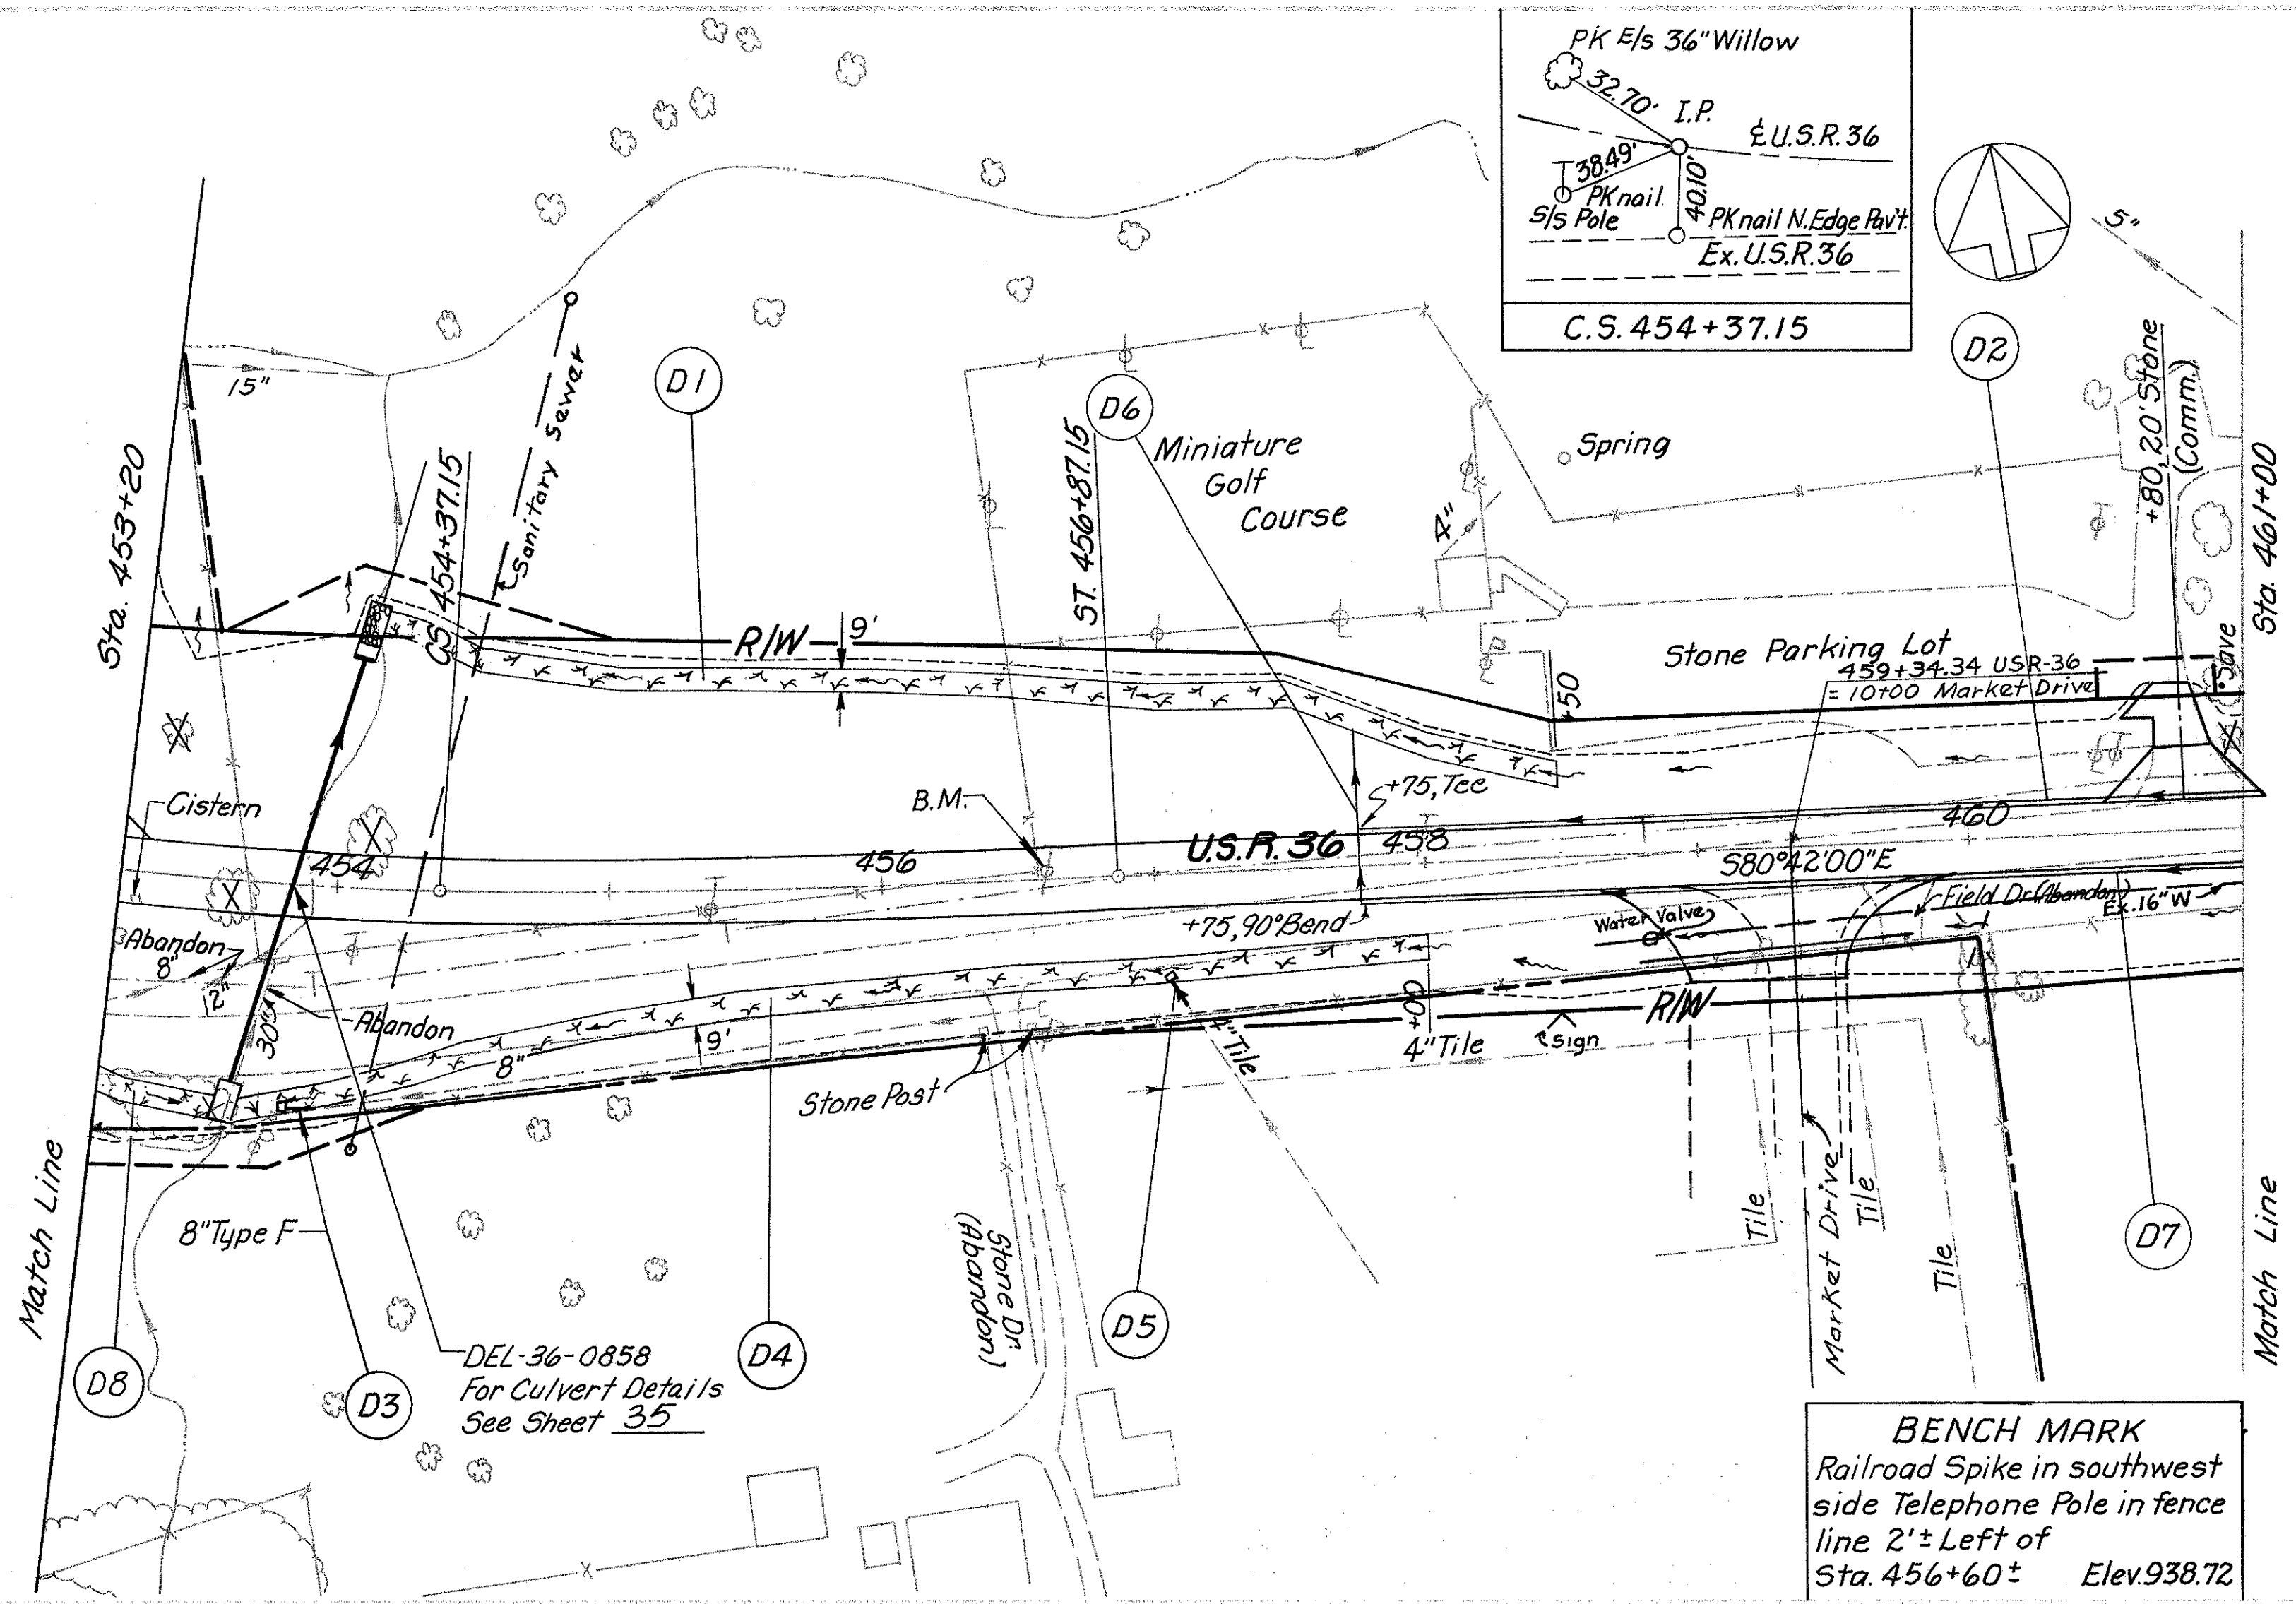 PK E/s 36" Willow
32.70'
I.P.
℄ U.S.R. 36
38.49'
PK nail
S/S Pole
40.10'
PK nail N. Edge Pav't.
Ex. U.S.R. 36
C.S. 454+37.15
5"
D2
15"
Sanitary Sewer
D1
D6
Miniature
Golf
Course
Spring
4"
+80, 20' Stone
(Comm.)
Sta. 453+20
CS 454+37.15
ST. 456+87.15
Sta. 461+00
R/W
9'
Stone Parking Lot
+50
459+34.34 USR-36
= 10+00 Market Drive
Save
Cistern
B.M.
+75, Tee
454
456
U.S.R. 36
458
460
S80°42'00"E
Abandon
8"
12"
30"
Abandon
+75, 90° Bend
Water Valve
Field Dr. (Abandon)
Ex. 16" W
+00
R/W
8"
9'
4" Tile
4" Tile
Sign
Stone Post
Match Line
8" Type F
Stone Dr.
(Abandon)
Tile
Market Drive
Tile
Tile
D7
Match Line
D8
D3
DEL-36-0858
For Culvert Details
See Sheet 35
D4
D5
BENCH MARK
Railroad Spike in southwest
side Telephone Pole in fence
line 2'± Left of
Sta. 456+60± Elev. 938.72